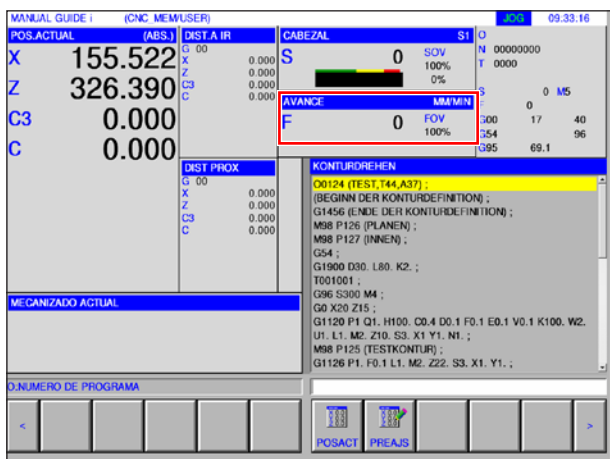 MANUAL GUIDE i (CNC_MEM/USER) JOG 09:33:16
POS.ACTUAL (ABS.)
X 155.522
Z 326.390
C3 0.000
C 0.000
DIST.A IR
G 00
X 0.000
Z 0.000
C3 0.000
C 0.000
CABEZAL S1
S 0 SOV
100%
0%
AVANCE MM/MIN
F 0 FOV
100%
O
N 00000000
T 0000
S 0 M5
F 0
G00 17 40
G54 96
G95 69.1
DIST PROX
G 00
X 0.000
Z 0.000
C3 0.000
C 0.000
KONTURDREHEN
O0124 (TEST,T44,A37) ;
(BEGINN DER KONTURDEFINITION) ;
G1456 (ENDE DER KONTURDEFINITION) ;
M98 P126 (PLANEN) ;
M98 P127 (INNEN) ;
G54 ;
G1900 D30. L80. K2. ;
T001001 ;
G96 S300 M4 ;
G0 X20 Z15 ;
G1120 P1 Q1. H100. C0.4 D0.1 F0.1 E0.1 V0.1 K100. W2.
U1. L1. M2. Z10. S3. X1 Y1. N1. ;
M98 P125 (TESTKONTUR) ;
G1126 P1. F0.1 L1. M2. Z22. S3. X1. Y1. ;
MECANIZADO ACTUAL
O:NUMERO DE PROGRAMA
< POSACT PREAJS >